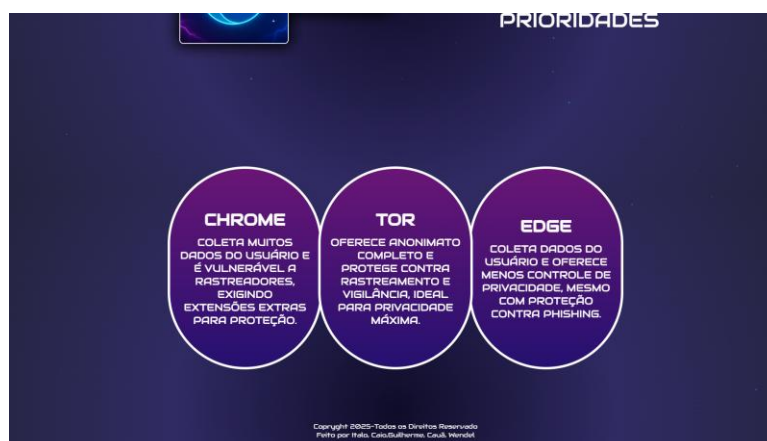 PRIORIDADES
CHROME
COLETA MUITOS
DADOS DO USUÁRIO E
É VULNERÁVEL A
RASTREADORES,
EXIGINDO
EXTENSÕES EXTRAS
PARA PROTEÇÃO.
TOR
OFERECE ANONIMATO
COMPLETO E
PROTEGE CONTRA
RASTREAMENTO E
VIGILÂNCIA, IDEAL
PARA PRIVACIDADE
MÁXIMA.
EDGE
COLETA DADOS DO
USUÁRIO E OFERECE
MENOS CONTROLE DE
PRIVACIDADE, MESMO
COM PROTEÇÃO
CONTRA PHISHING.
Copryght 2025-Todos os Direitos Reservado
Feito por Italo, Caio,Guilherme, Cauã, Wendel